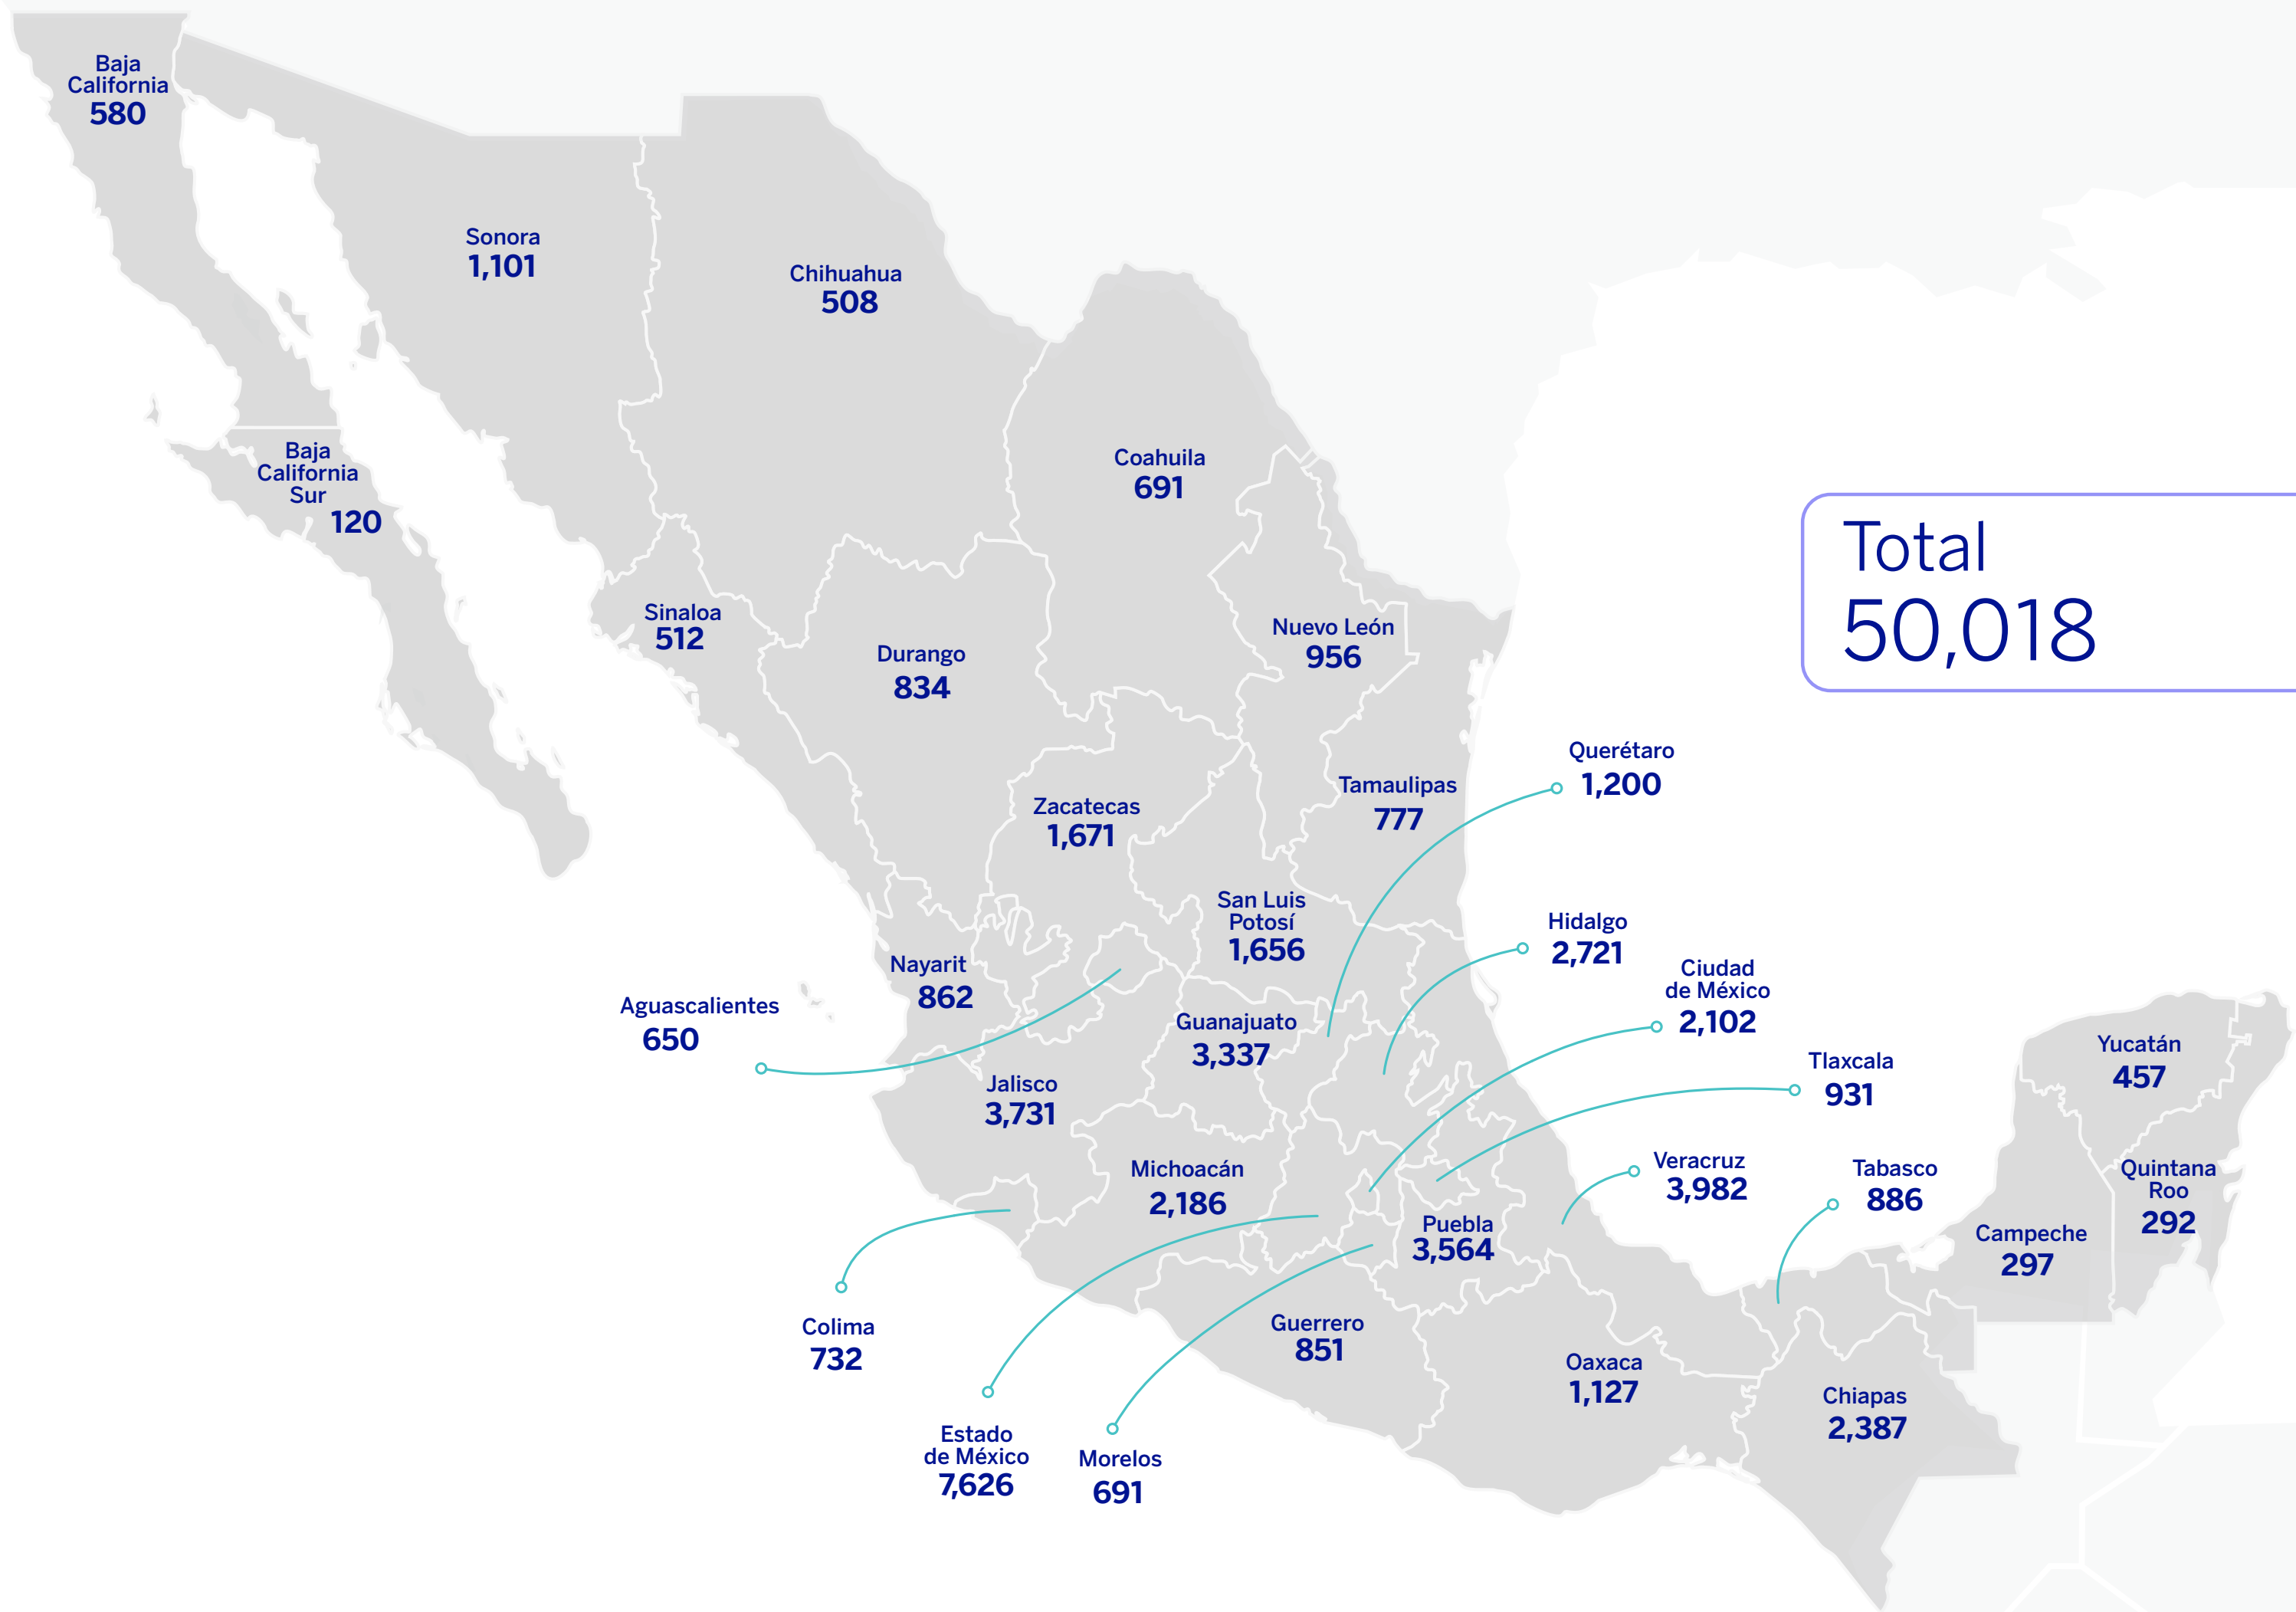 Baja
California
580
Sonora
1,101
Chihuahua
508
Coahuila
691
Baja
California
Sur
120
Sinaloa
512
Durango
834
Nuevo León
956
Total
50,018
Tamaulipas
777
Querétaro
1,200
Zacatecas
1,671
San Luis
Potosí
1,656
Hidalgo
2,721
Ciudad
de México
2,102
Nayarit
862
Aguascalientes
650
Guanajuato
3,337
Jalisco
3,731
Tlaxcala
931
Yucatán
457
Michoacán
2,186
Veracruz
3,982
Tabasco
886
Quintana
Roo
292
Puebla
3,564
Campeche
297
Colima
732
Guerrero
851
Oaxaca
1,127
Chiapas
2,387
Estado
de México
7,626
Morelos
691